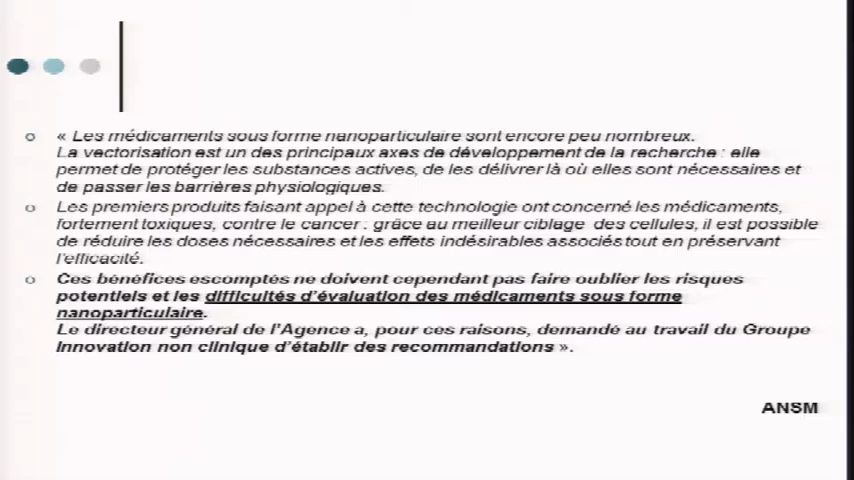 « Les médicaments sous forme nanoparticulaire sont encore peu nombreux.
La vectorisation est un des principaux axes de développement de la recherche : elle
permet de protéger les substances actives, de les délivrer là où elles sont nécessaires et
de passer les barrières physiologiques.
Les premiers produits faisant appel à cette technologie ont concerné les médicaments,
fortement toxiques, contre le cancer : grâce au meilleur ciblage des cellules, il est possible
de réduire les doses nécessaires et les effets indésirables associés tout en préservant
l'efficacité.
Ces bénéfices escomptés ne doivent cependant pas faire oublier les risques
potentiels et les difficultés d'évaluation des médicaments sous forme
nanoparticulaire.
Le directeur général de l'Agence a, pour ces raisons, demandé au travail du Groupe
Innovation non clinique d'établir des recommandations ».
ANSM